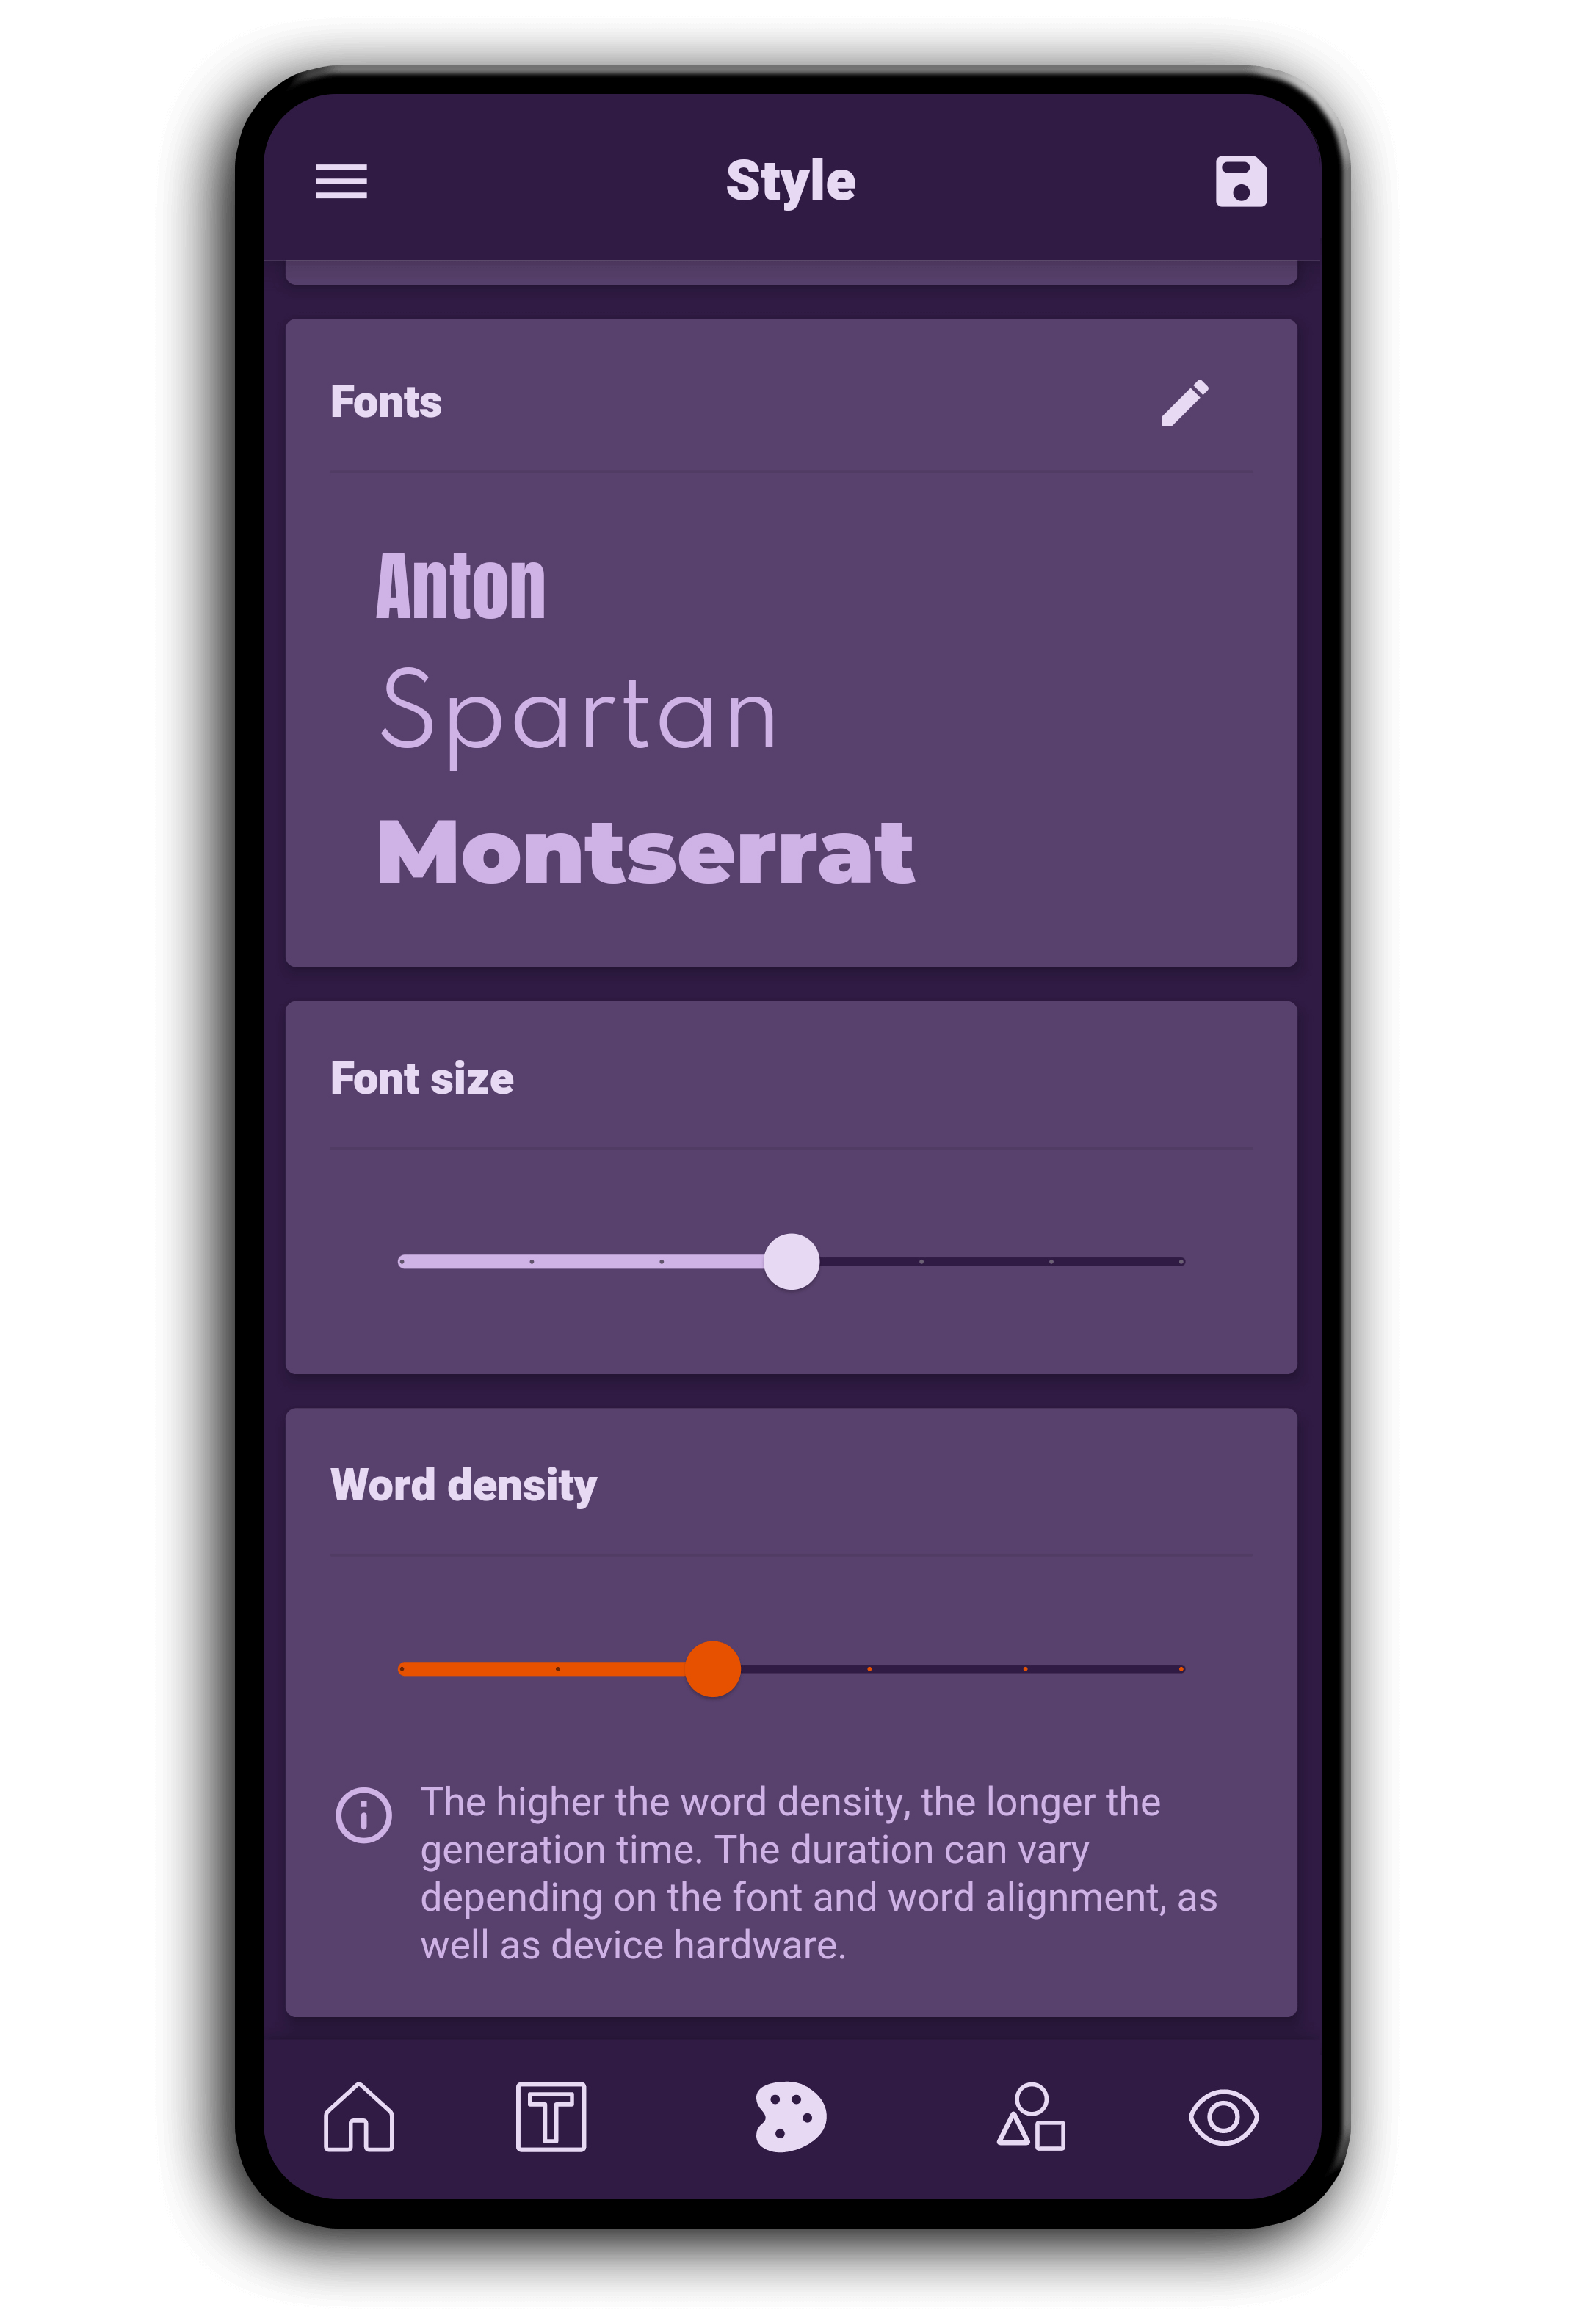 Style
Fonts
Anton
Spartan
Montserrat
Font size
Word density
The higher the word density, the longer the
generation time. The duration can vary
depending on the font and word alignment, as
well as device hardware.